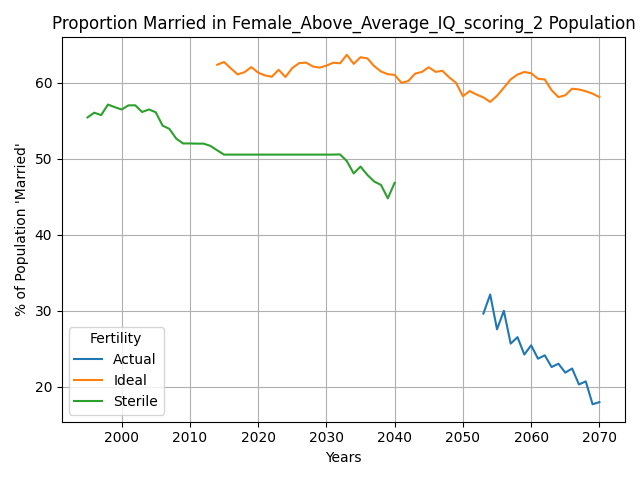 Proportion Married in Female_Above_Average_IQ_scoring_2 Population
% of Population 'Married'
60
50
40
30
20
Fertility
Actual
Ideal
Sterile
2000 2010 2020 2030 2040 2050 2060 2070
Years